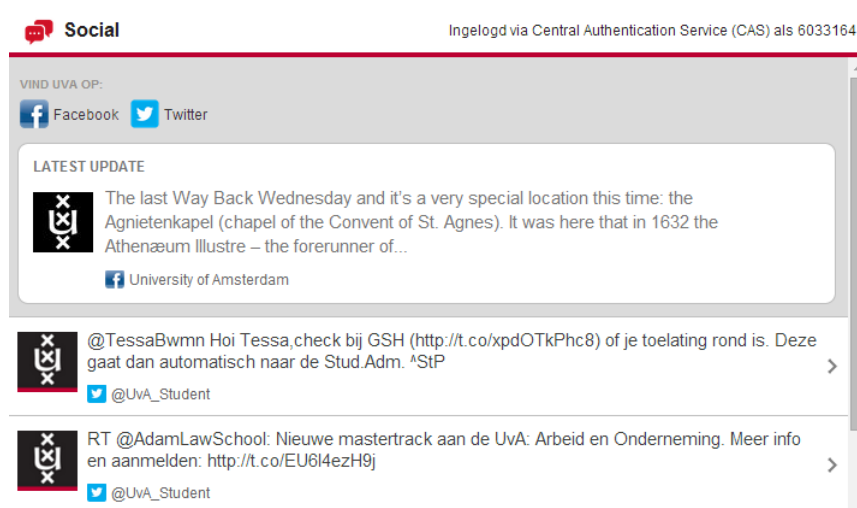 Social
Ingelogd via Central Authentication Service (CAS) als 6033164
VIND UVA OP:
Facebook Twitter
LATEST UPDATE
The last Way Back Wednesday and it's a very special location this time: the
Agnietenkapel (chapel of the Convent of St. Agnes). It was here that in 1632 the
Athenæum Illustre – the forerunner of...
University of Amsterdam
@TessaBwmn Hoi Tessa,check bij GSH (http://t.co/xpdOTkPhc8) of je toelating rond is. Deze
gaat dan automatisch naar de Stud.Adm. ^StP
@UvA_Student
RT @AdamLawSchool: Nieuwe mastertrack aan de UvA: Arbeid en Onderneming. Meer info
en aanmelden: http://t.co/EU6l4ezH9j
@UvA_Student